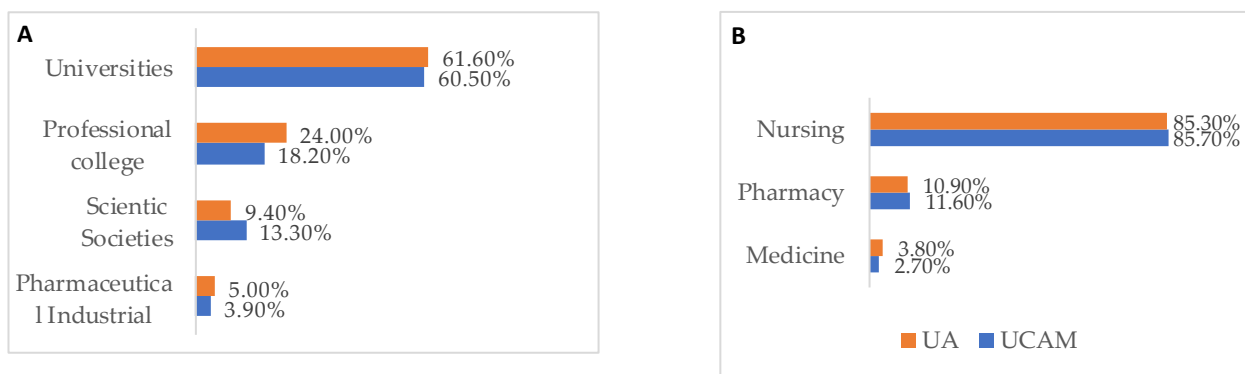 A
Universities
61.60%
60.50%
Professional
college
24.00%
18.20%
Scientic
Societies
9.40%
13.30%
Pharmaceutica
l Industrial
5.00%
3.90%
B
Nursing
85.30%
85.70%
Pharmacy
10.90%
11.60%
Medicine
3.80%
2.70%
UA UCAM